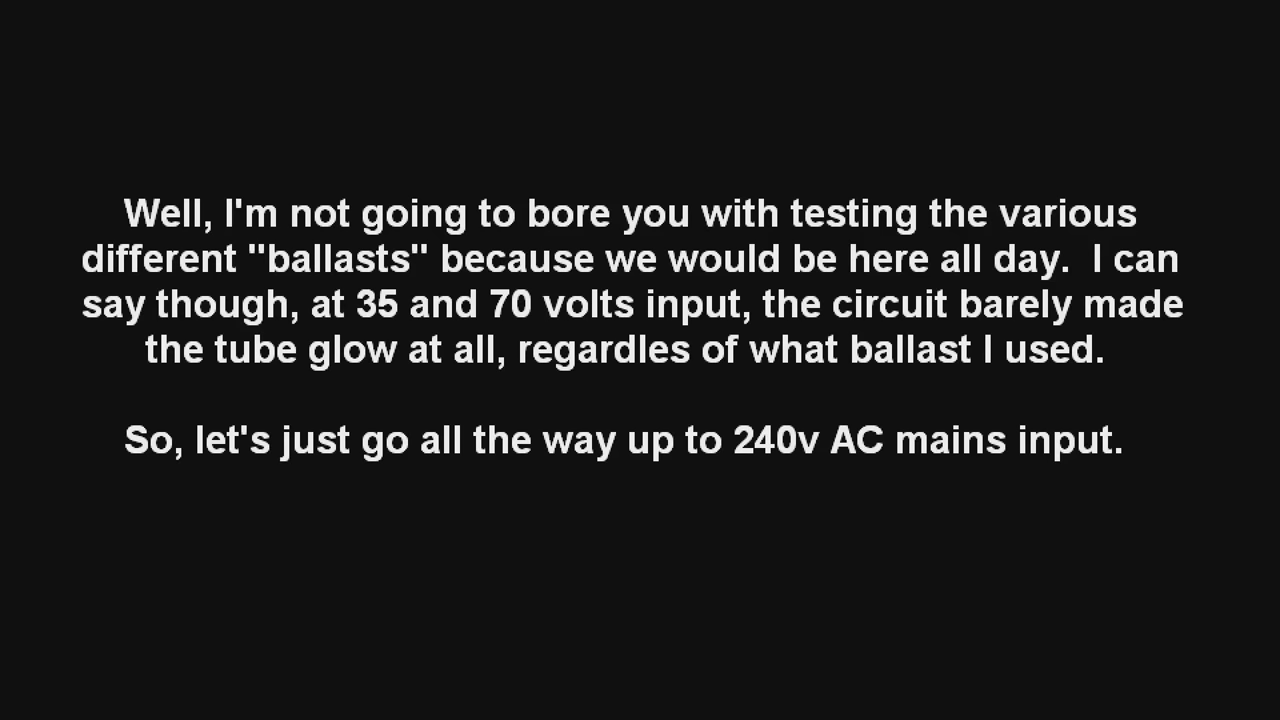 Well, I'm not going to bore you with testing the various
different "ballasts" because we would be here all day.  I can
say though, at 35 and 70 volts input, the circuit barely made
the tube glow at all, regardles of what ballast I used.
So, let's just go all the way up to 240v AC mains input.